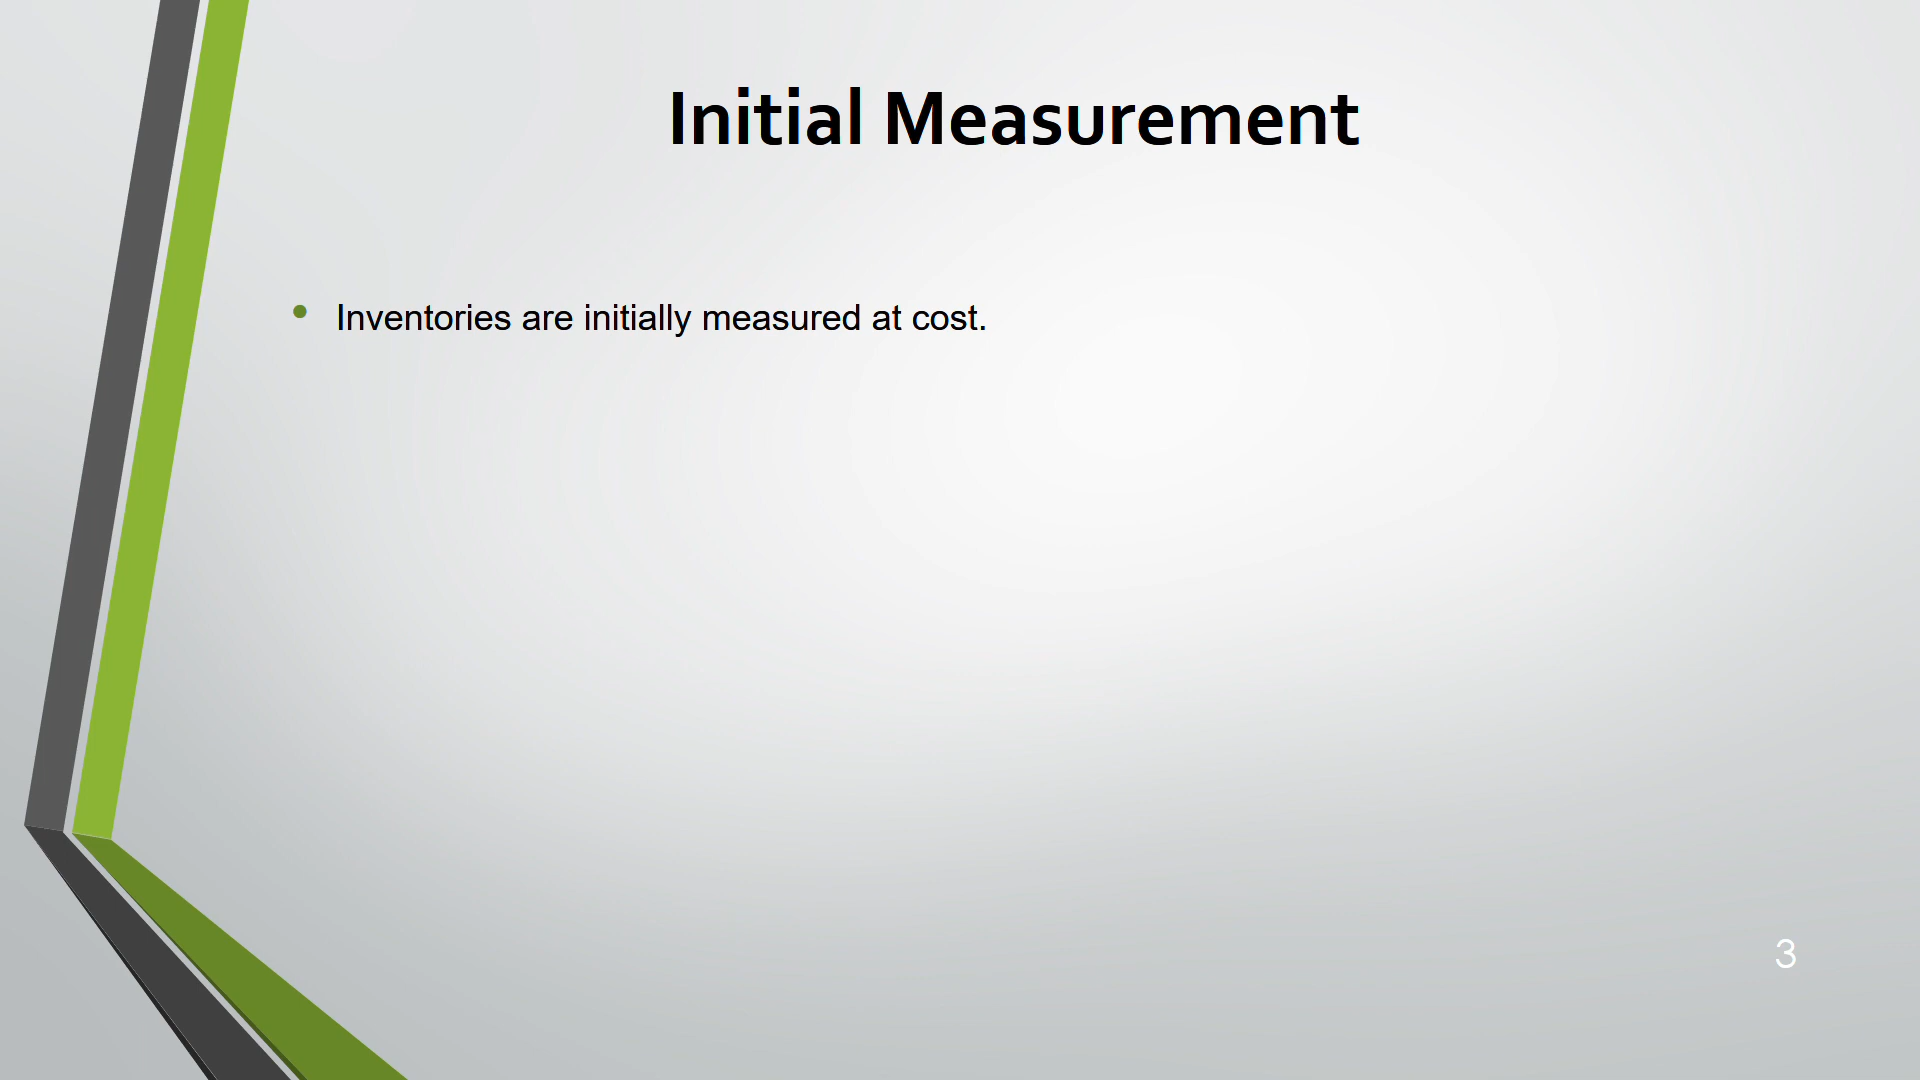 Initial Measurement
• Inventories are initially measured at cost.
3